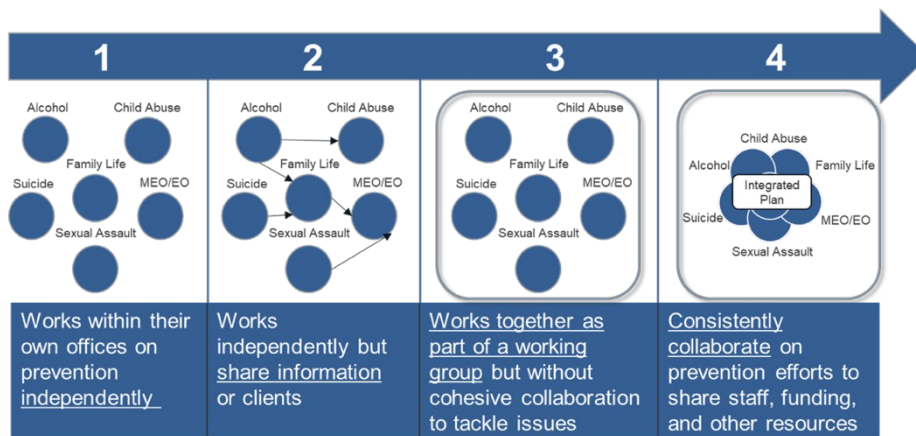 1
2
3
4
Alcohol
Child Abuse
Family Life
Suicide
MEO/EO
Sexual Assault
Alcohol
Child Abuse
Family Life
Suicide
MEO/EO
Sexual Assault
Alcohol
Child Abuse
Family Life
Suicide
MEO/EO
Sexual Assault
Child Abuse
Alcohol
Family Life
Integrated
Plan
Suicide
MEO/EO
Sexual Assault
Works within their
own offices on
prevention
independently
Works
independently but
share information
or clients
Works together as
part of a working
group but without
cohesive collaboration
to tackle issues
Consistently
collaborate on
prevention efforts to
share staff, funding,
and other resources